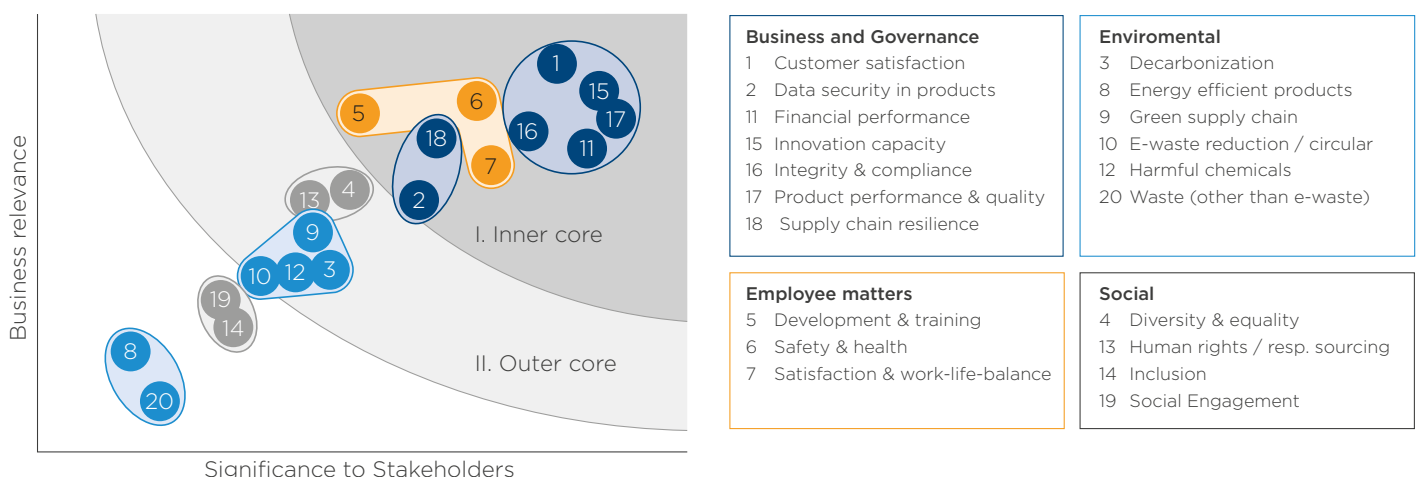 Business relevance
1
15
6
5
17
16
18
11
7
4
13
2
9
I. Inner core
10
12
3
19
14
8
II. Outer core
20
Significance to Stakeholders
Business and Governance
1 Customer satisfaction
2 Data security in products
11 Financial performance
15 Innovation capacity
16 Integrity & compliance
17 Product performance & quality
18 Supply chain resilience
Enviromental
3 Decarbonization
8 Energy efficient products
9 Green supply chain
10 E-waste reduction / circular
12 Harmful chemicals
20 Waste (other than e-waste)
Employee matters
5 Development & training
6 Safety & health
7 Satisfaction & work-life-balance
Social
4 Diversity & equality
13 Human rights / resp. sourcing
14 Inclusion
19 Social Engagement